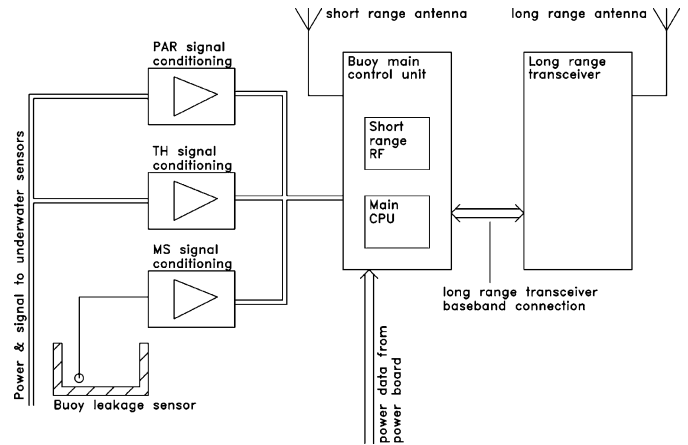 short range antenna
long range antenna
PAR signal
conditioning
Buoy main
control unit
Long range
transceiver
Short
range
RF
TH signal
conditioning
Main
CPU
MS signal
conditioning
long range transceiver
baseband connection
Power & signal to underwater sensors
power data from
power board
Buoy leakage sensor